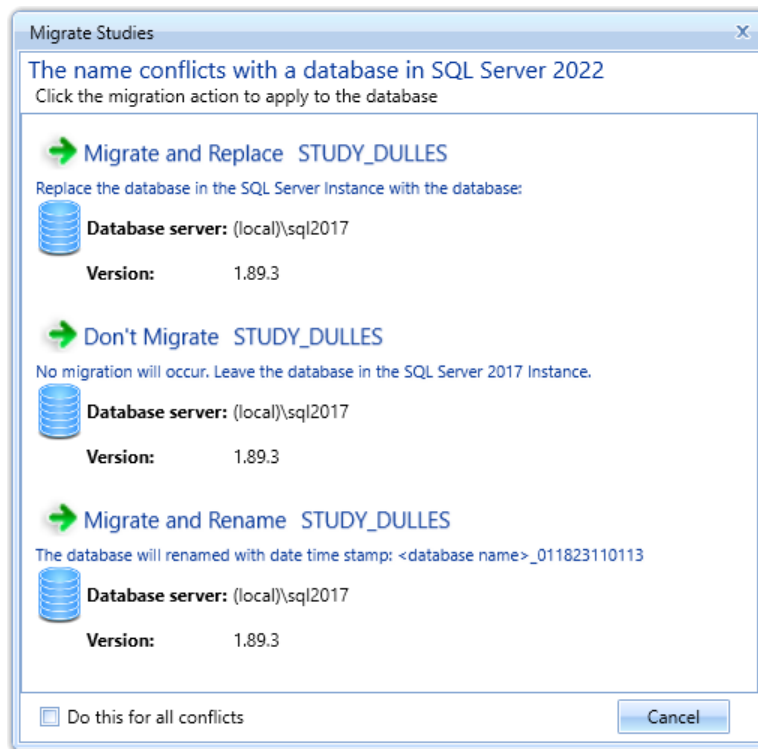 Migrate Studies
x
The name conflicts with a database in SQL Server 2022
Click the migration action to apply to the database
Migrate and Replace STUDY_DULLES
Replace the database in the SQL Server Instance with the database:
Database server: (local)\sql2017
Version: 1.89.3
Don't Migrate STUDY_DULLES
No migration will occur. Leave the database in the SQL Server 2017 Instance.
Database server: (local)\sql2017
Version: 1.89.3
Migrate and Rename STUDY_DULLES
The database will renamed with date time stamp: <database name>_011823110113
Database server: (local)\sql2017
Version: 1.89.3
Do this for all conflicts
Cancel